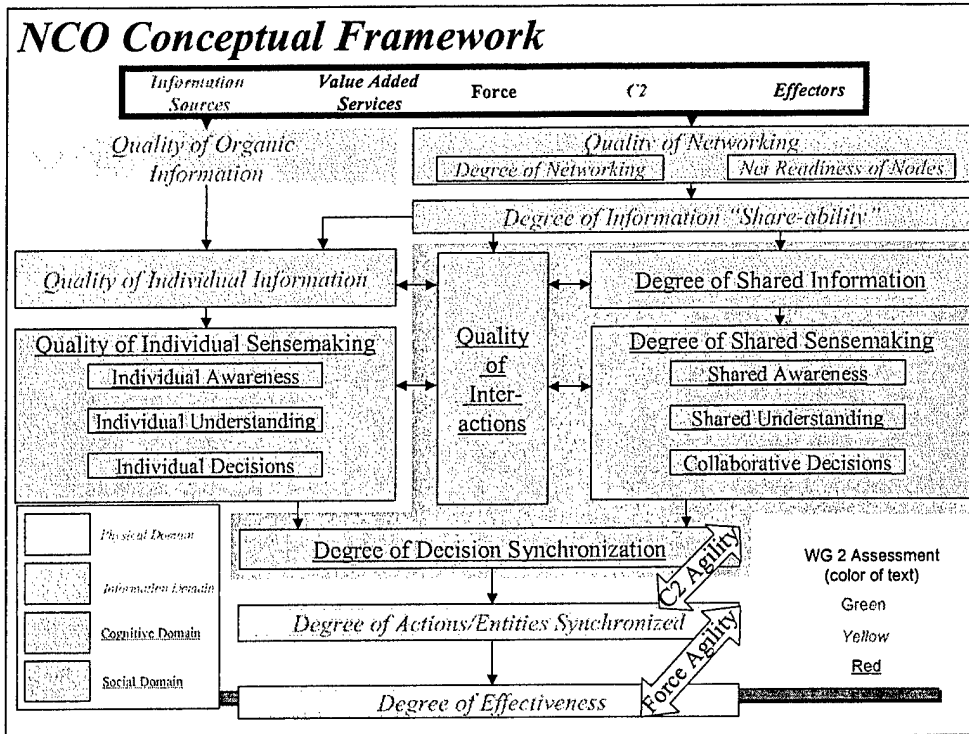 NCO Conceptual Framework
Information Sources
Value Added Services
Force
C2
Effectors
Quality of Organic
Information
Quality of Networking
Degree of Networking
Net Readiness of Nodes
Degree of Information "Share-ability"
Quality of Individual Information
Degree of Shared Information
Quality of Individual Sensemaking
Individual Awareness
Individual Understanding
Individual Decisions
Quality
of
Inter-
actions
Degree of Shared Sensemaking
Shared Awareness
Shared Understanding
Collaborative Decisions
Physical Domain
Information Domain
Cognitive Domain
Social Domain
Degree of Decision Synchronization
C2 Agility
Degree of Actions/Entities Synchronized
Force Agility
Degree of Effectiveness
WG 2 Assessment
(color of text)
Green
Yellow
Red